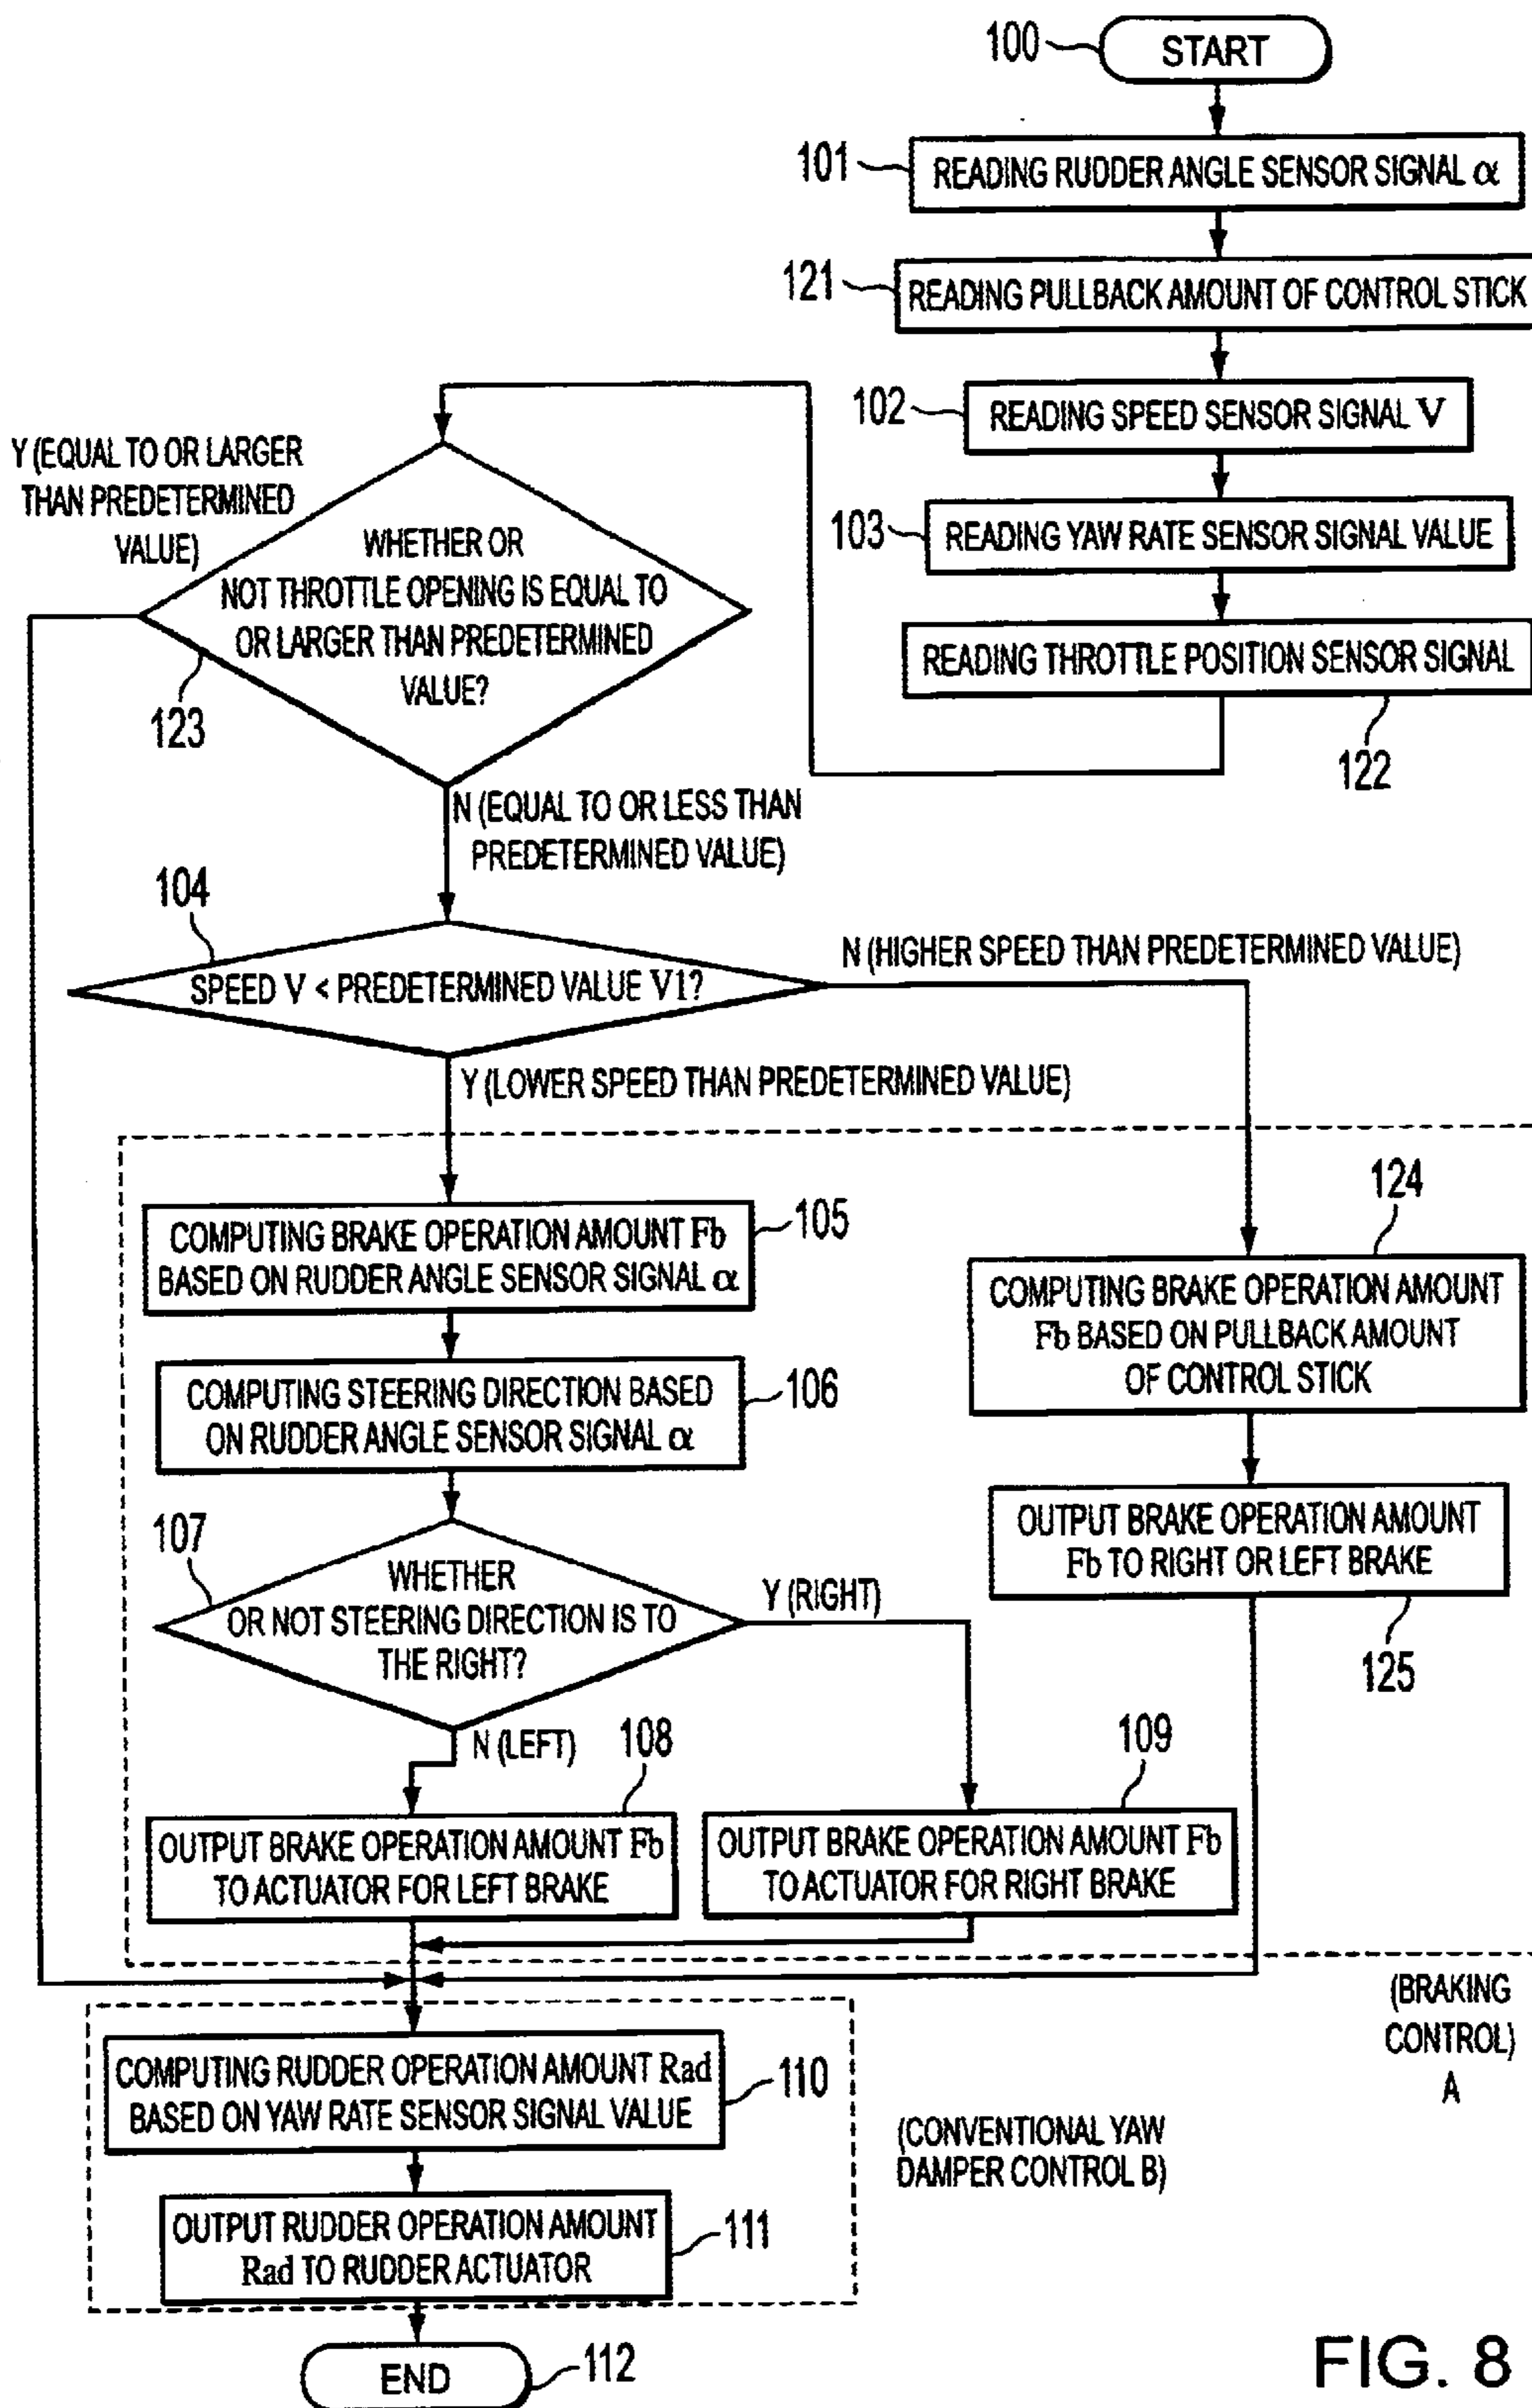 100
START
101
READING RUDDER ANGLE SENSOR SIGNAL α
121
READING PULLBACK AMOUNT OF CONTROL STICK
102
READING SPEED SENSOR SIGNAL V
103
READING YAW RATE SENSOR SIGNAL VALUE
READING THROTTLE POSITION SENSOR SIGNAL
122
Y (EQUAL TO OR LARGER
THAN PREDETERMINED
VALUE)
WHETHER OR
NOT THROTTLE OPENING IS EQUAL TO
OR LARGER THAN PREDETERMINED
VALUE?
123
N (EQUAL TO OR LESS THAN
PREDETERMINED VALUE)
104
SPEED V < PREDETERMINED VALUE V1?
N (HIGHER SPEED THAN PREDETERMINED VALUE)
Y (LOWER SPEED THAN PREDETERMINED VALUE)
105
COMPUTING BRAKE OPERATION AMOUNT Fb
BASED ON RUDDER ANGLE SENSOR SIGNAL α
106
COMPUTING STEERING DIRECTION BASED
ON RUDDER ANGLE SENSOR SIGNAL α
124
COMPUTING BRAKE OPERATION AMOUNT
Fb BASED ON PULLBACK AMOUNT
OF CONTROL STICK
OUTPUT BRAKE OPERATION AMOUNT
Fb TO RIGHT OR LEFT BRAKE
125
107
WHETHER
OR NOT STEERING DIRECTION IS TO
THE RIGHT?
Y (RIGHT)
N (LEFT)
108
OUTPUT BRAKE OPERATION AMOUNT Fb
TO ACTUATOR FOR LEFT BRAKE
109
OUTPUT BRAKE OPERATION AMOUNT Fb
TO ACTUATOR FOR RIGHT BRAKE
(BRAKING
CONTROL)
A
COMPUTING RUDDER OPERATION AMOUNT Rad
BASED ON YAW RATE SENSOR SIGNAL VALUE
110
(CONVENTIONAL YAW
DAMPER CONTROL B)
OUTPUT RUDDER OPERATION AMOUNT
Rad TO RUDDER ACTUATOR
111
END
112
FIG. 8